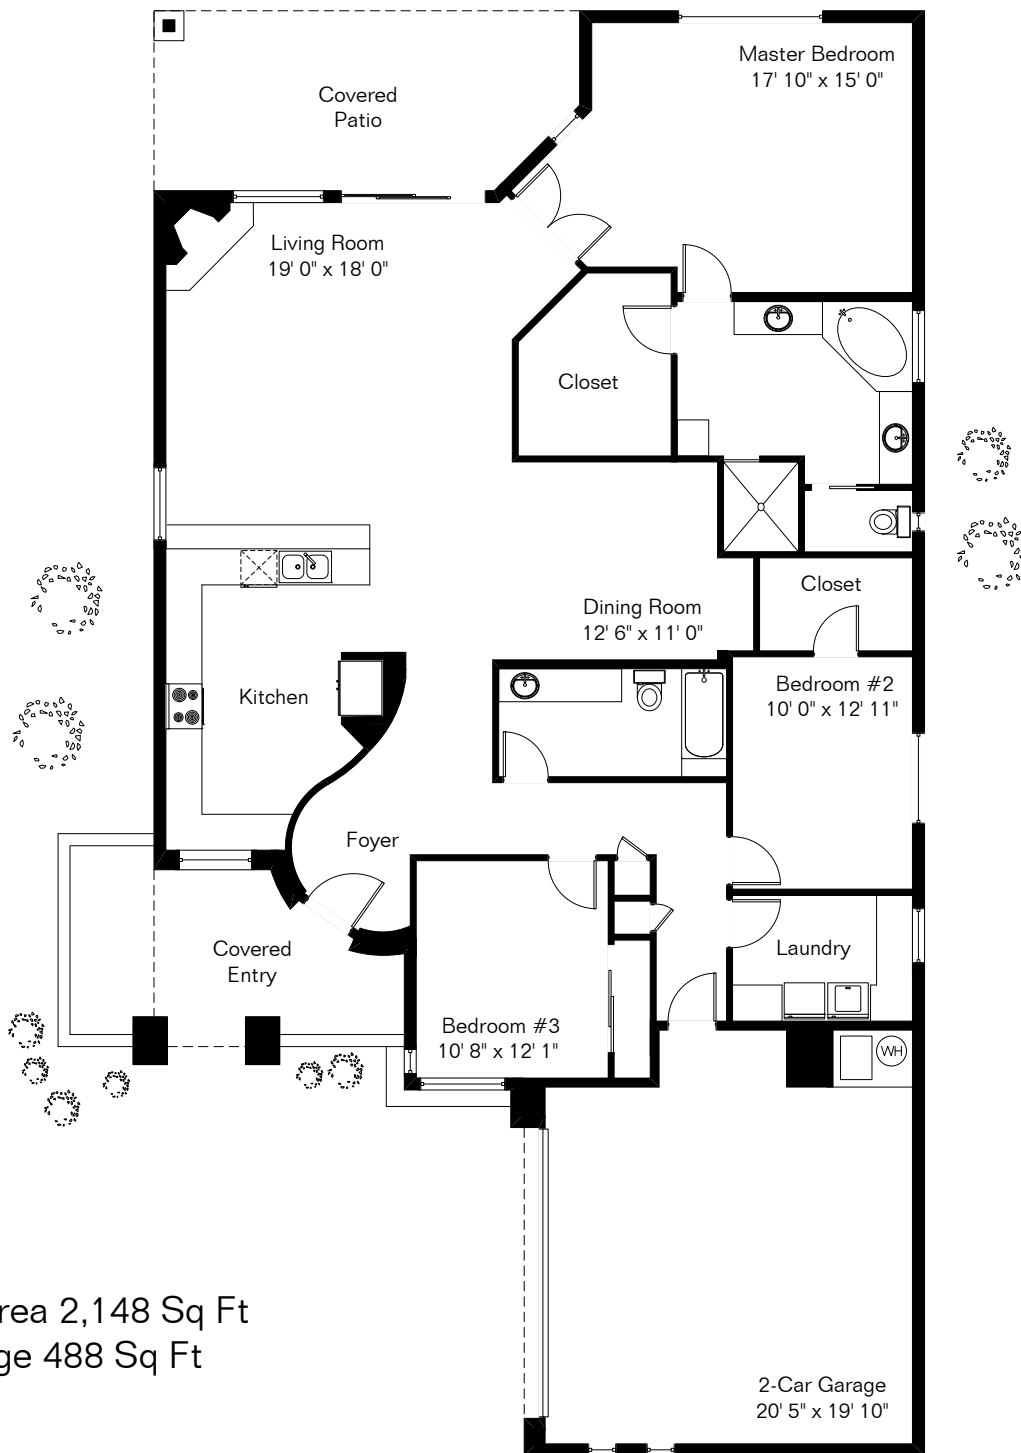 Master Bedroom
17' 10" x 15' 0"
Covered
Patio
Living Room
19' 0" x 18' 0"
Closet
Closet
Dining Room
12' 6" x 11' 0"
Kitchen
Bedroom #2
10' 0" x 12' 11"
Foyer
Covered
Entry
Laundry
Bedroom #3
10' 8" x 12' 1"
WH
rea 2,148 Sq Ft
ge 488 Sq Ft
2-Car Garage
20' 5" x 19' 10"